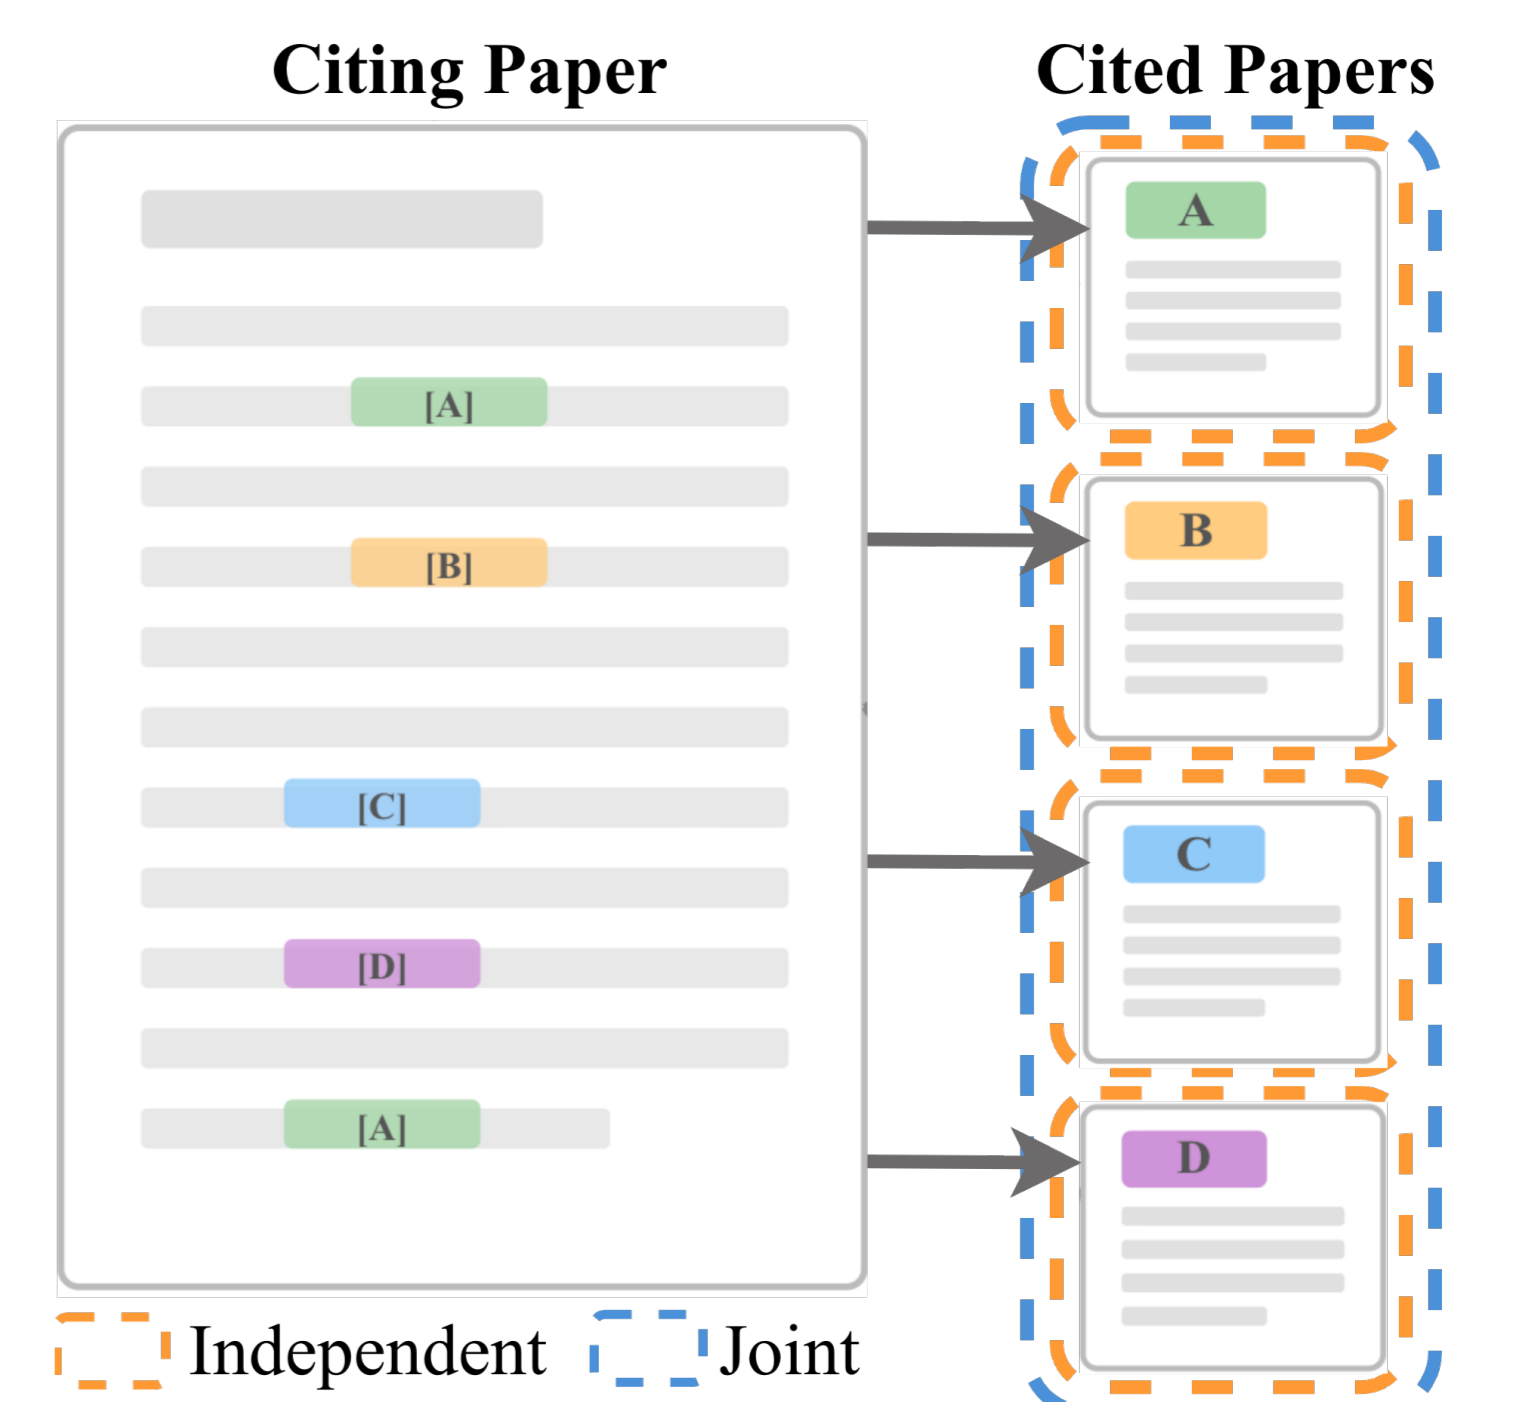 Citing Paper
Cited Papers
[A]
[B]
[C]
[D]
[A]
A
B
C
D
Independent
Joint